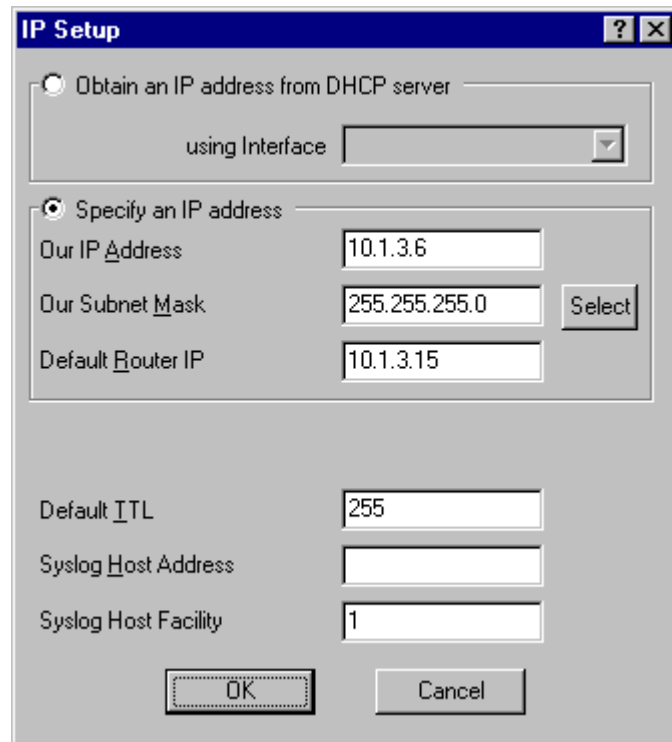 IP Setup
Obtain an IP address from DHCP server
using Interface
Specify an IP address
Our IP Address 10.1.3.6
Our Subnet Mask 255.255.255.0 Select
Default Router IP 10.1.3.15
Default TTL 255
Syslog Host Address
Syslog Host Facility 1
OK Cancel